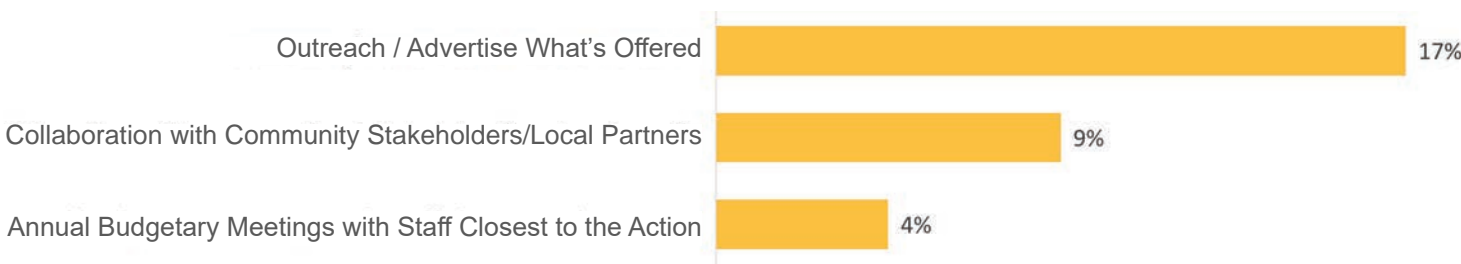 Outreach / Advertise What’s Offered 17%
Collaboration with Community Stakeholders/Local Partners 9%
Annual Budgetary Meetings with Staff Closest to the Action 4%